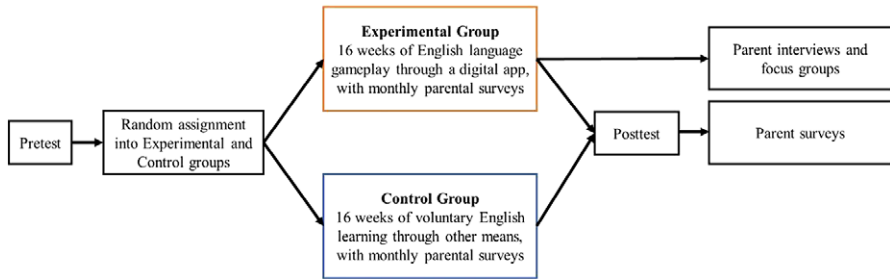 Pretest
Random assignment
into Experimental and
Control groups
Experimental Group
16 weeks of English language
gameplay through a digital app,
with monthly parental surveys
Control Group
16 weeks of voluntary English
learning through other means,
with monthly parental surveys
Posttest
Parent interviews and
focus groups
Parent surveys